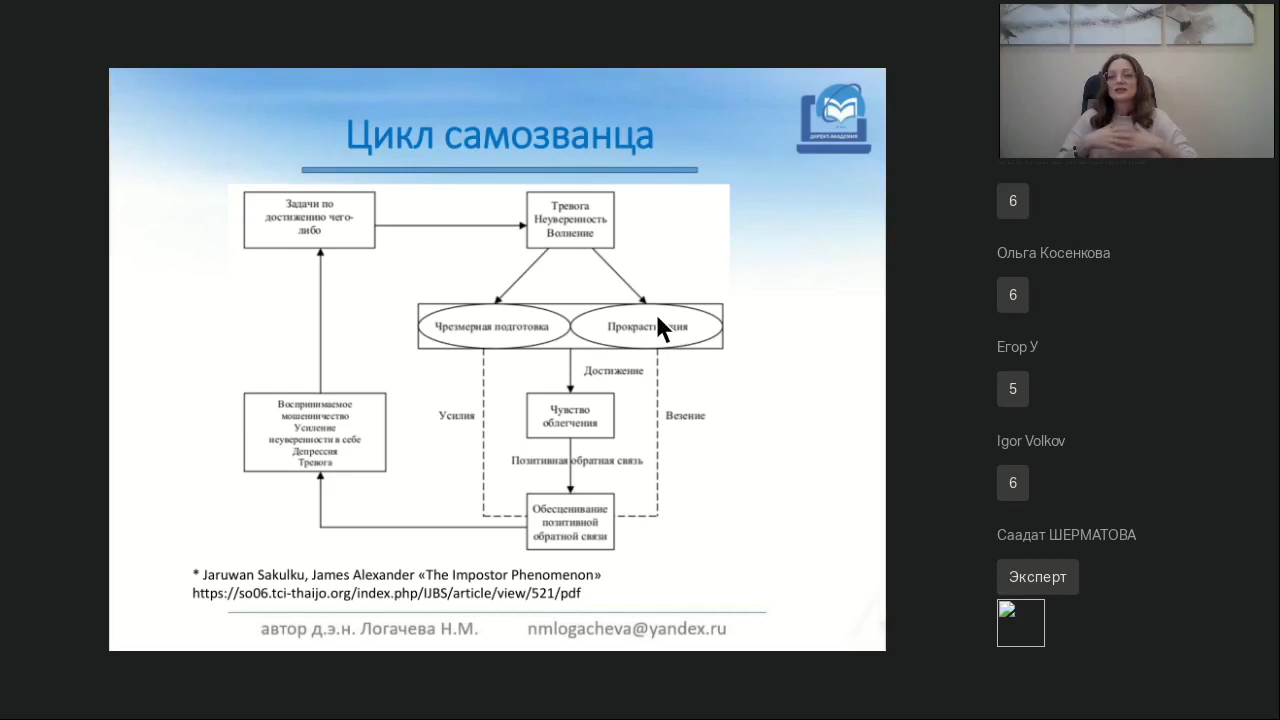 Цикл самозванца
ДИРЕКТ-АКАДЕМИЯ
Задачи по
достижению чего-
либо
Тревога
Неуверенность
Волнение
Чрезмерная подготовка
Достижение
Усилия
Чувство
облегчения
Везение
Позитивная обратная связь
Обесценивание
позитивной
обратной связи
Воспринимаемое
мошенничество
Усиление
неуверенности в себе
Депрессия
Тревога
* Jaruwan Sakulku, James Alexander «The Impostor Phenomenon»
https://so06.tci-thaijo.org/index.php/IJBS/article/view/521/pdf
автор д.э.н. Логачева Н.М.
nmlogacheva@yandex.ru
6
Ольга Косенкова
6
Егор У
5
Igor Volkov
6
Саадат ШЕРМАТОВА
Эксперт